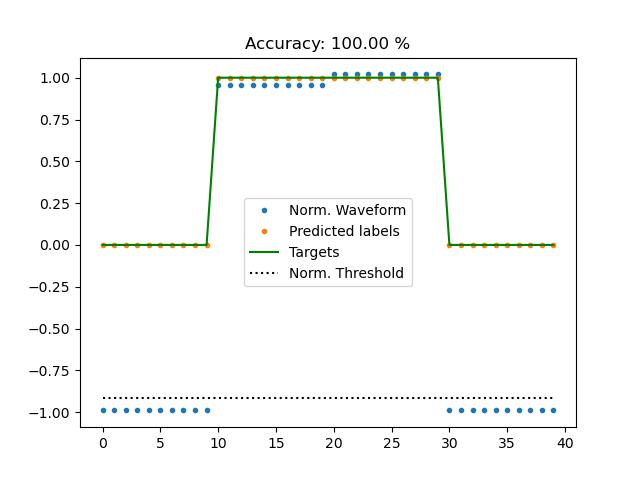 Accuracy: 100.00 %
1.00
0.75
0.50
0.25
0.00
−0.25
−0.50
−0.75
−1.00
Norm. Waveform
Predicted labels
Targets
Norm. Threshold
0 5 10 15 20 25 30 35 40